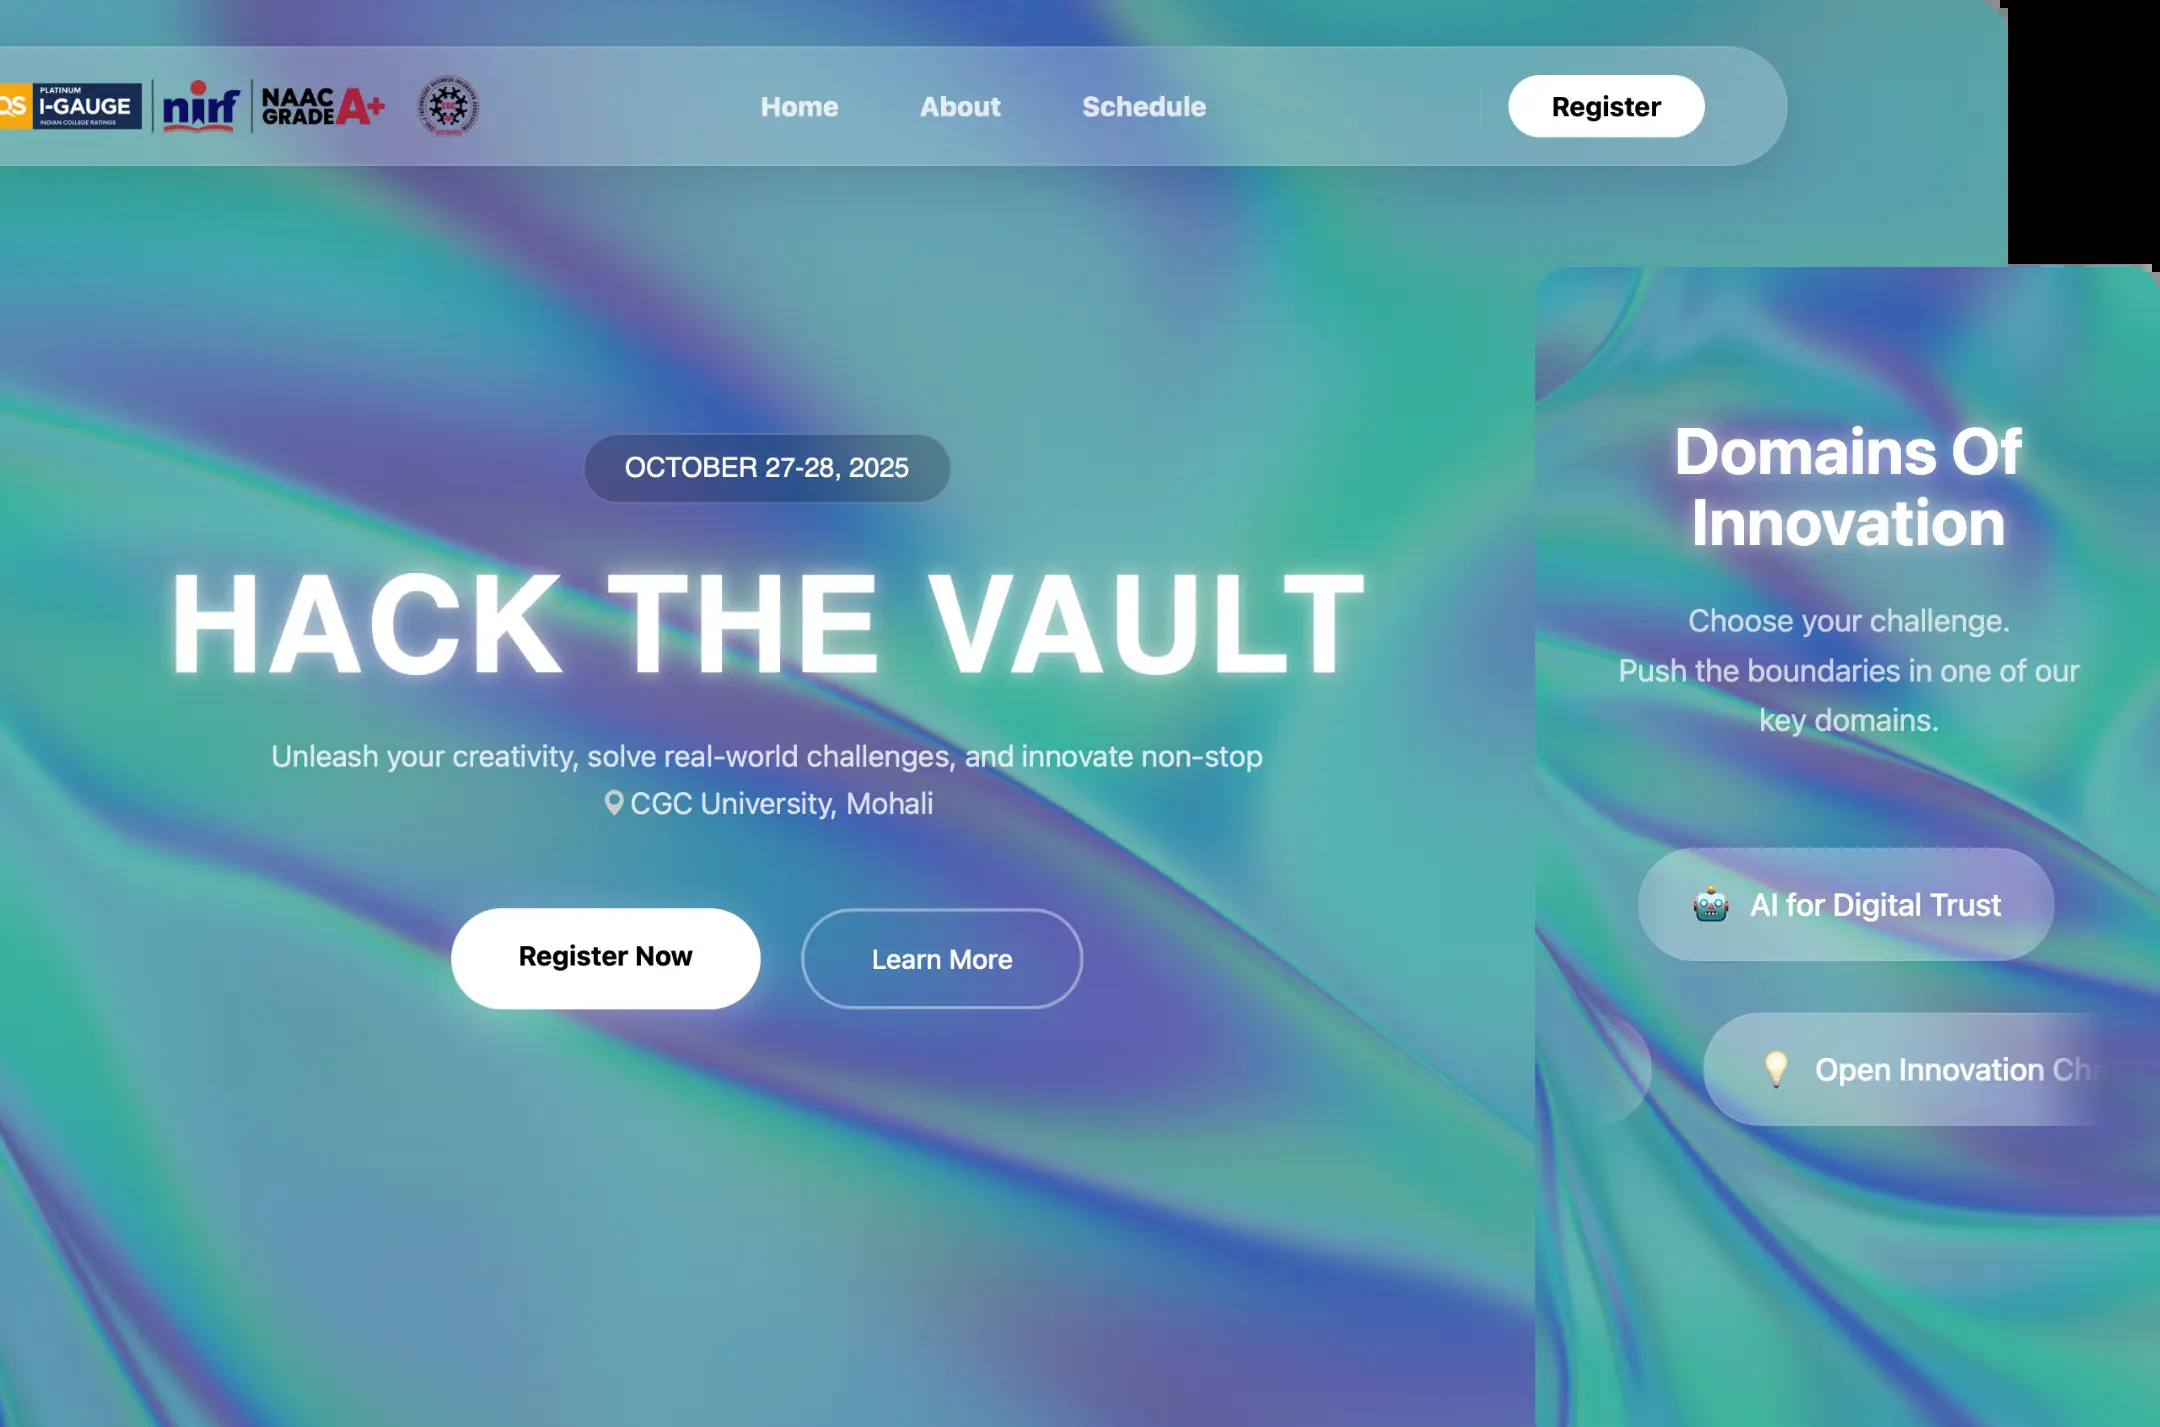 QS
PLATINUM
I-GAUGE
INDIAN COLLEGE RATINGS
nirf
NAAC
GRADE A+
Home
About
Schedule
Register
OCTOBER 27-28, 2025
HACK THE VAULT
Unleash your creativity, solve real-world challenges, and innovate non-stop
CGC University, Mohali
Register Now
Learn More
Domains Of
Innovation
Choose your challenge.
Push the boundaries in one of our
key domains.
AI for Digital Trust
Open Innovation Cha